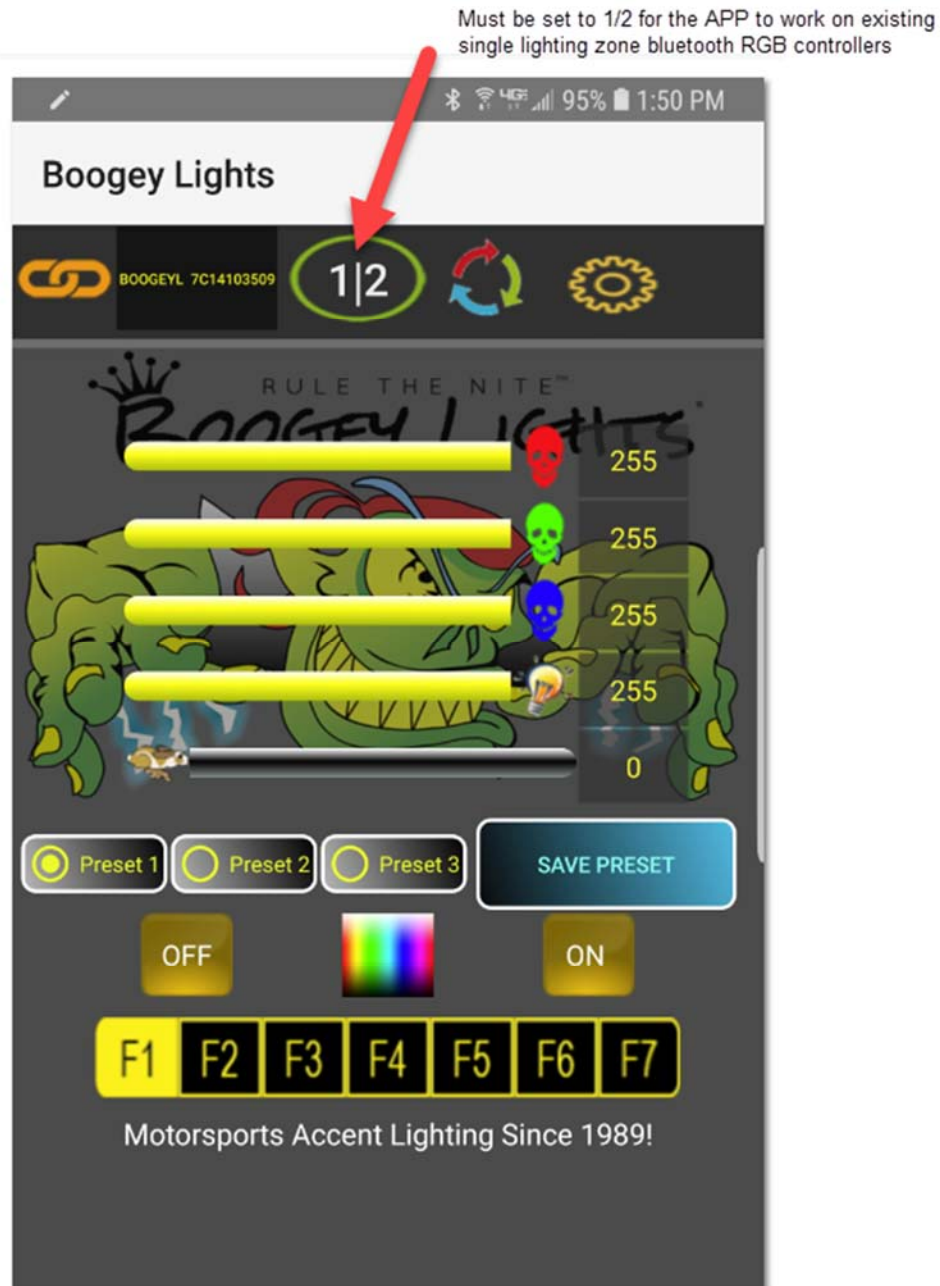 Must be set to 1/2 for the APP to work on existing
single lighting zone bluetooth RGB controllers
4G 95% 1:50 PM
Boogey Lights
BOOGEYL 7C14103509
1|2
RULE THE NITE™
BOOGEY LIGHTS
255
255
255
255
0
Preset 1 Preset 2 Preset 3 SAVE PRESET
OFF ON
F1 F2 F3 F4 F5 F6 F7
Motorsports Accent Lighting Since 1989!